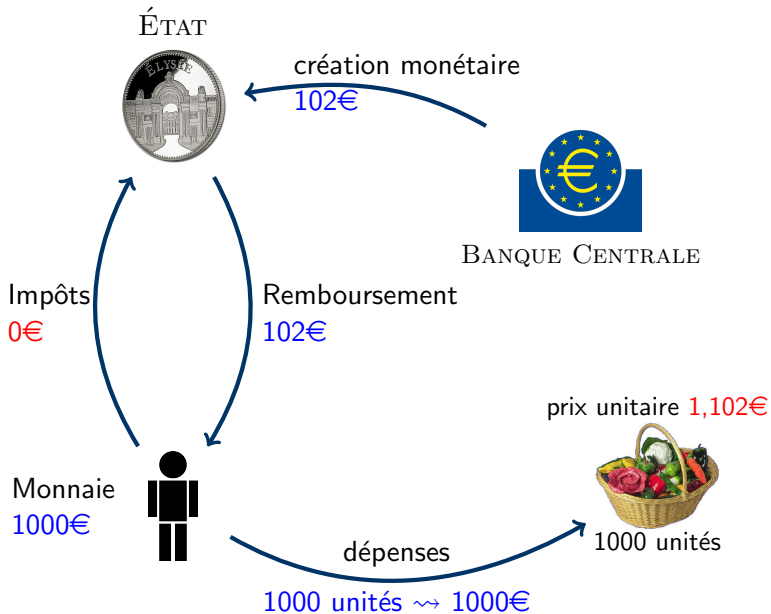 ÉTAT
ÉLYSÉE
création monétaire
102€
€
BANQUE CENTRALE
Impôts
0€
Remboursement
102€
prix unitaire 1,102€
Monnaie
1000€
1000 unités
dépenses
1000 unités ⇝ 1000€